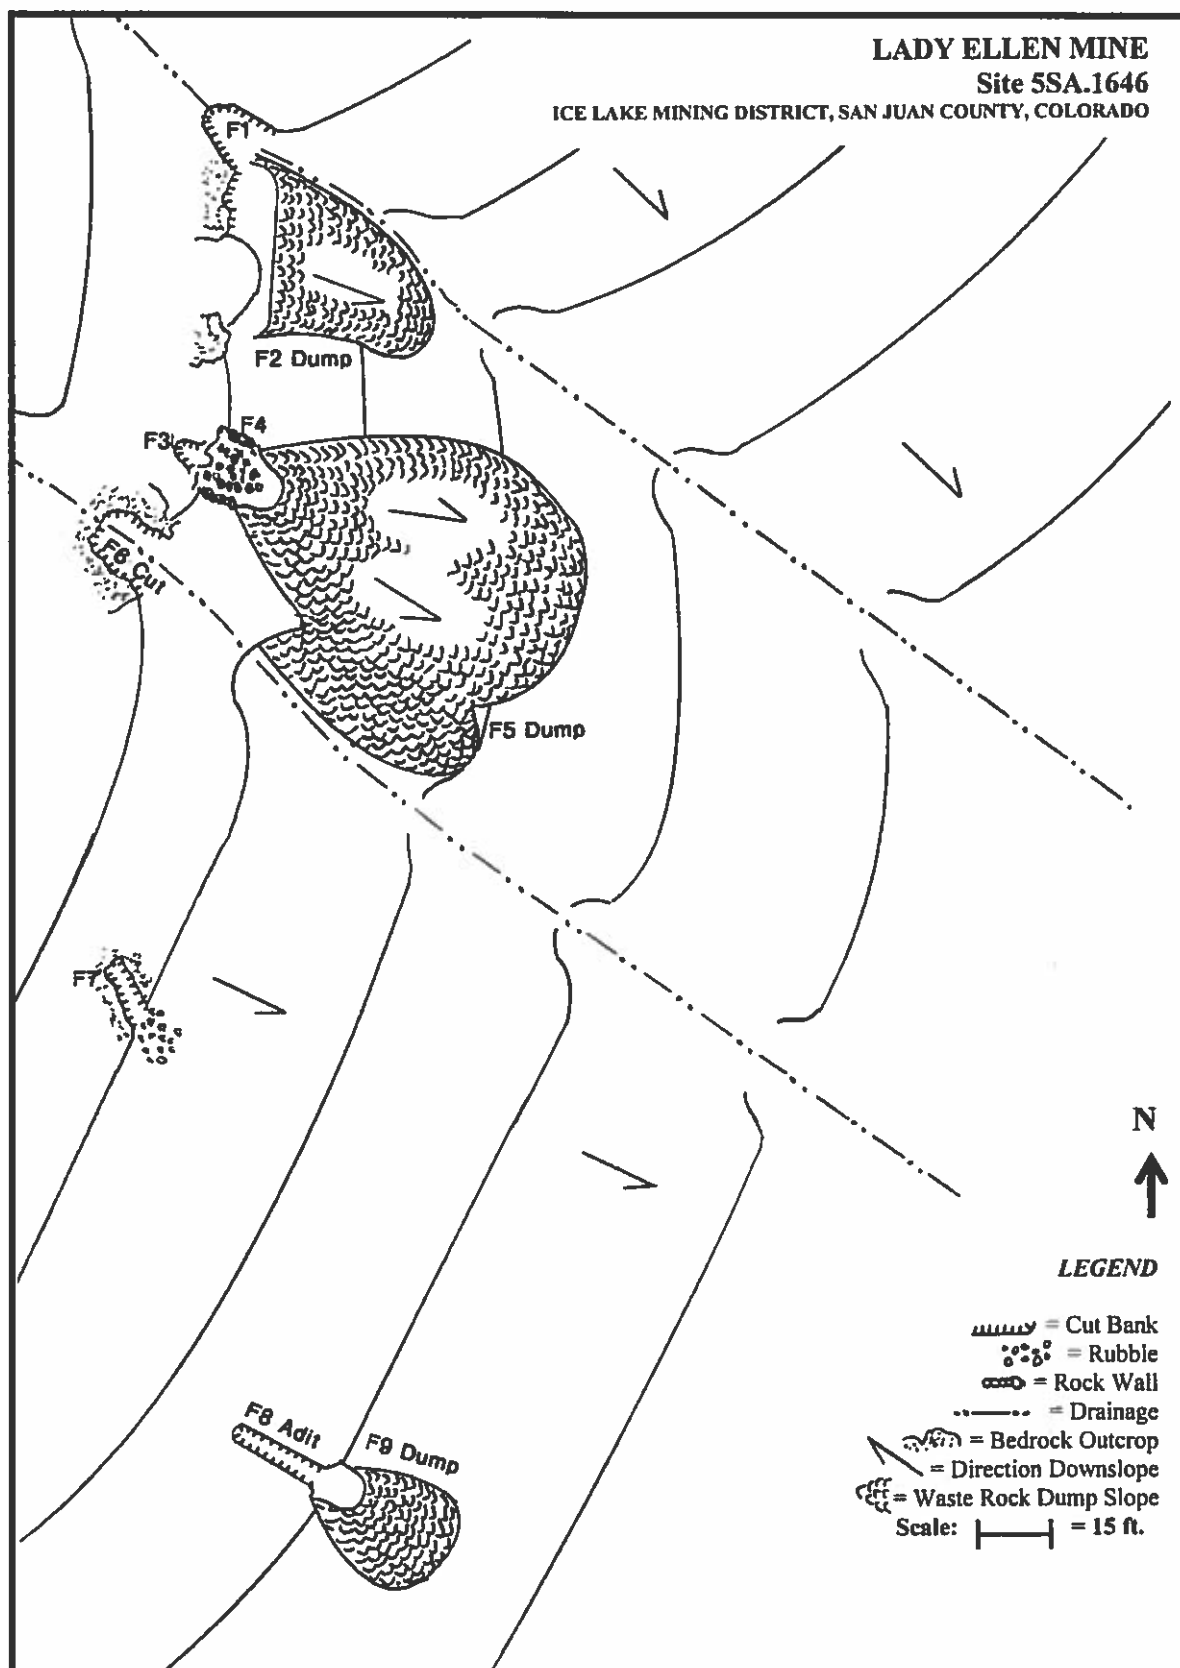 LADY ELLEN MINE
Site 5SA.1646
ICE LAKE MINING DISTRICT, SAN JUAN COUNTY, COLORADO
F1
F2 Dump
F3
F4
F6 Cut
F5 Dump
F7
N
LEGEND
= Cut Bank
= Rubble
= Rock Wall
= Drainage
= Bedrock Outcrop
= Direction Downslope
= Waste Rock Dump Slope
Scale: = 15 ft.
F8 Adit
F9 Dump